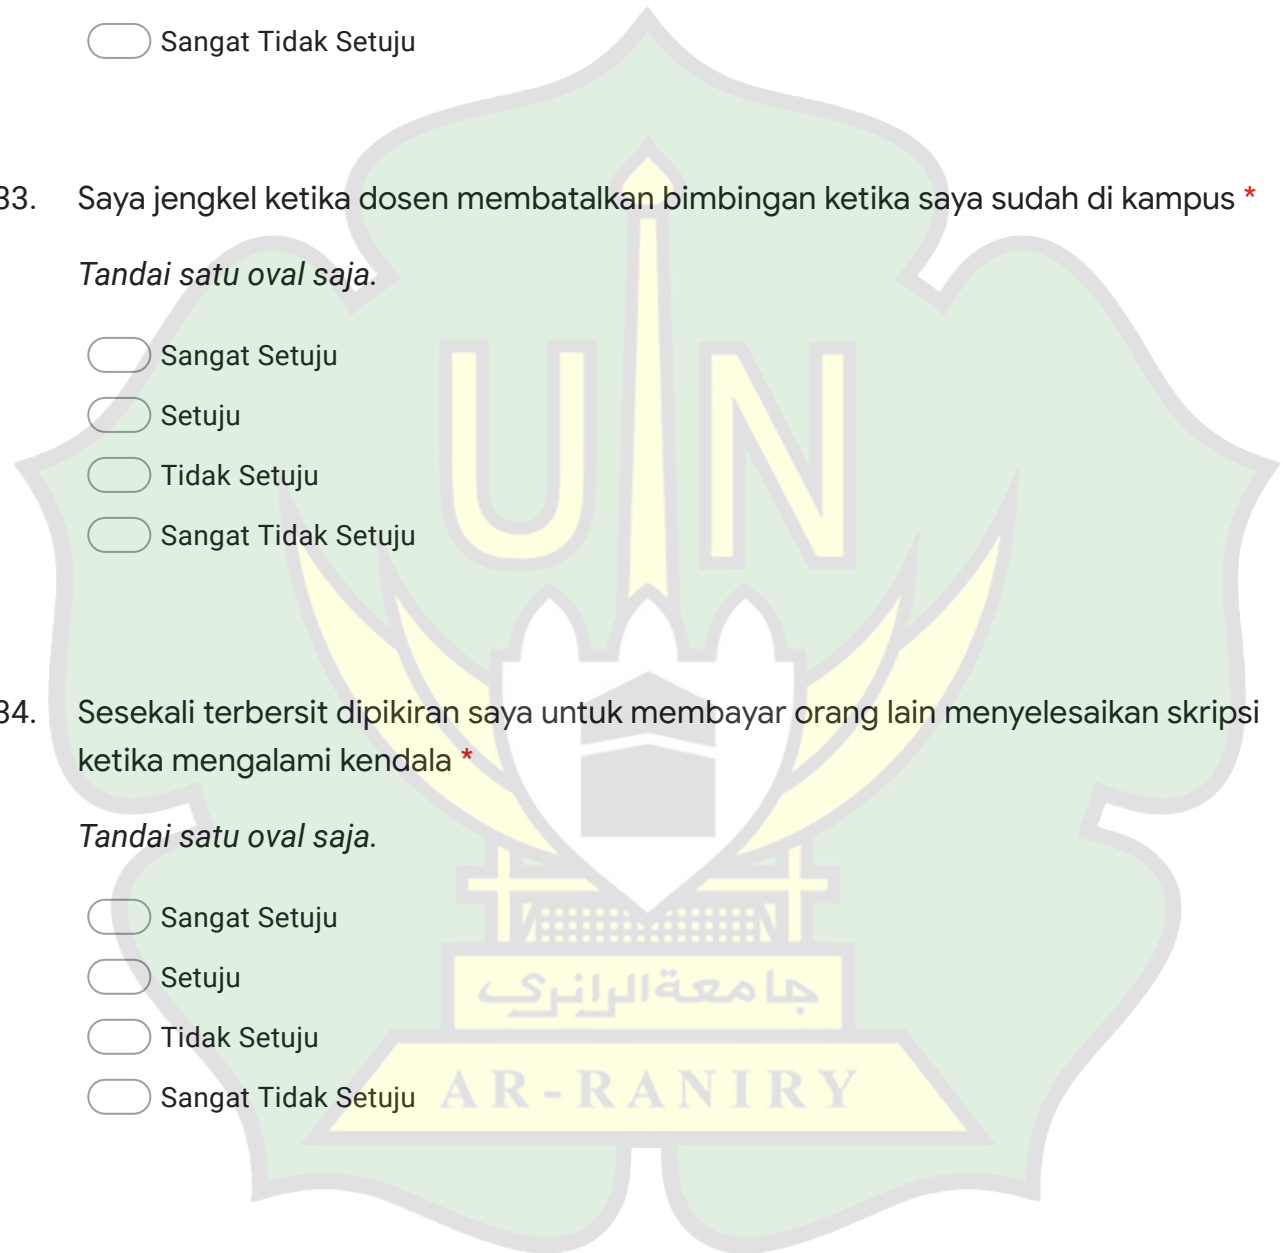 Sangat Tidak Setuju
33. Saya jengkel ketika dosen membatalkan bimbingan ketika saya sudah di kampus *
Tandai satu oval saja.
Sangat Setuju
Setuju
Tidak Setuju
Sangat Tidak Setuju
34. Sesekali terbersit dipikiran saya untuk membayar orang lain menyelesaikan skripsi
ketika mengalami kendala *
Tandai satu oval saja.
Sangat Setuju
Setuju
Tidak Setuju
Sangat Tidak Setuju
UIN
جامعة الرانري
AR-RANIRY